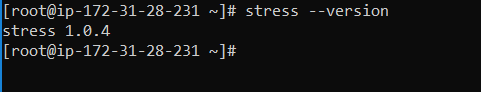 [root@ip-172-31-28-231 ~]# stress --version
stress 1.0.4
[root@ip-172-31-28-231 ~]#